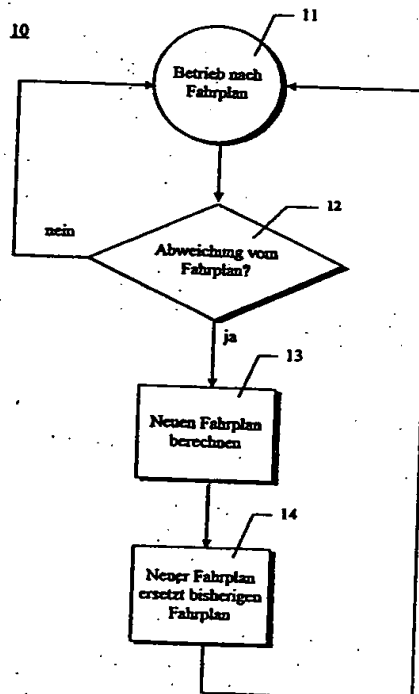 10
11
Betrieb nach
Fahrplan
12
nein
Abweichung vom
Fahrplan?
ja
13
Neuen Fahrplan
berechnen
14
Neuer Fahrplan
ersetzt bisherigen
Fahrplan